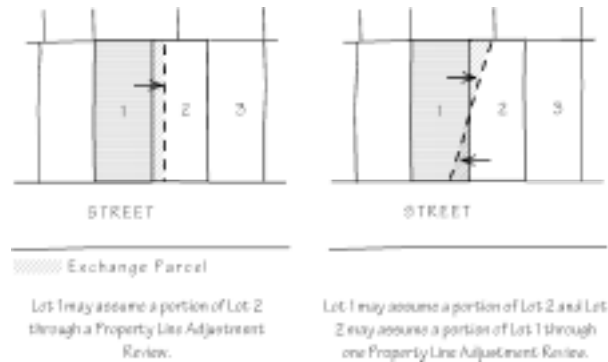 1 2 3
STREET
Exchange Parcel
Lot 1 may assume a portion of Lot 2
through a Property Line Adjustment
Review.
1 2 3
STREET
Lot 1 may assume a portion of Lot 2 and Lot
2 may assume a portion of Lot 1 through
one Property Line Adjustment Review.